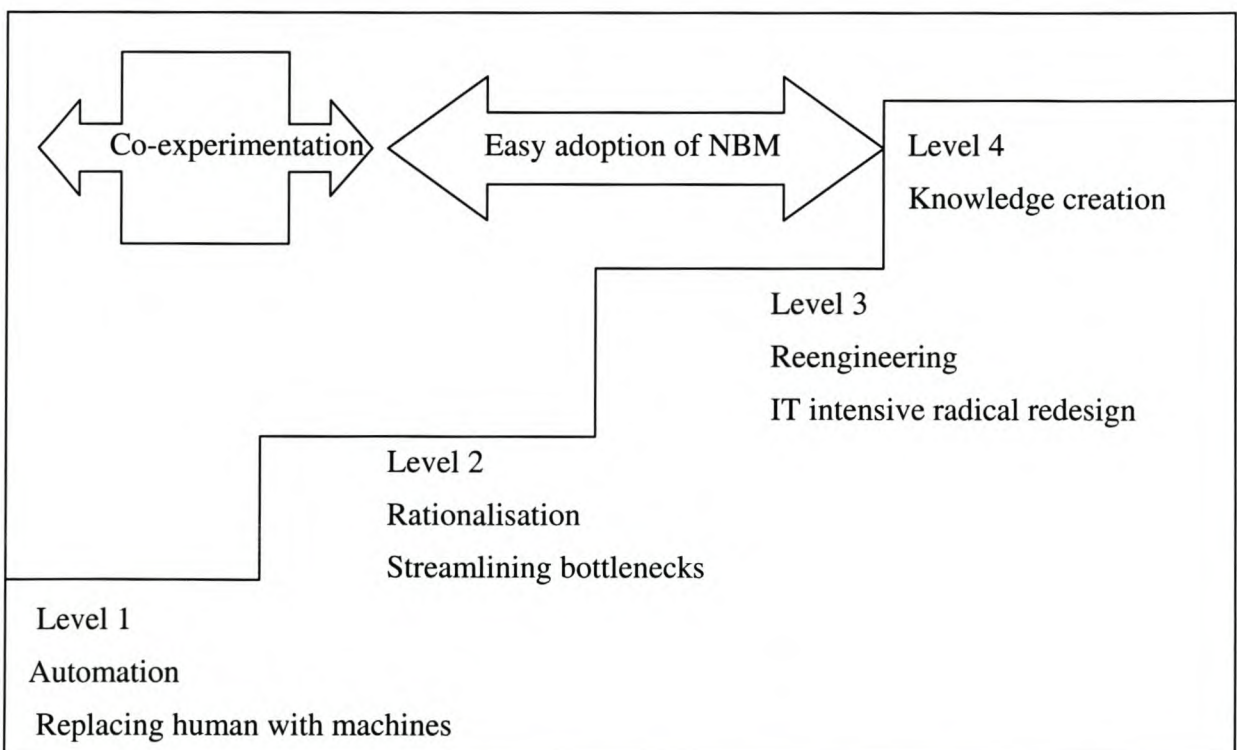 Co-experimentation
Easy adoption of NBM
Level 4
Knowledge creation
Level 3
Reengineering
IT intensive radical redesign
Level 2
Rationalisation
Streamlining bottlenecks
Level 1
Automation
Replacing human with machines